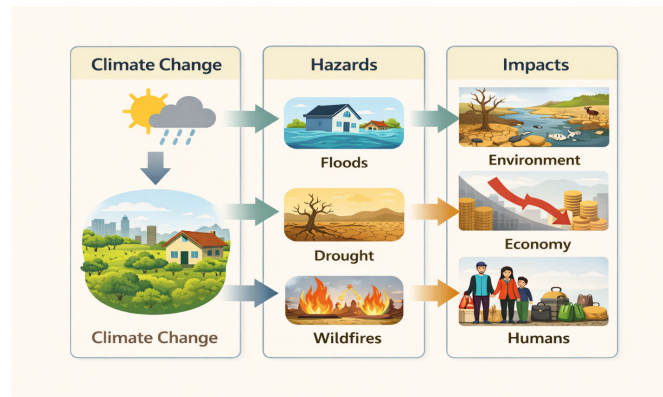 Climate Change
Hazards
Impacts
Floods
Environment
Drought
Economy
Climate Change
Wildfires
Humans